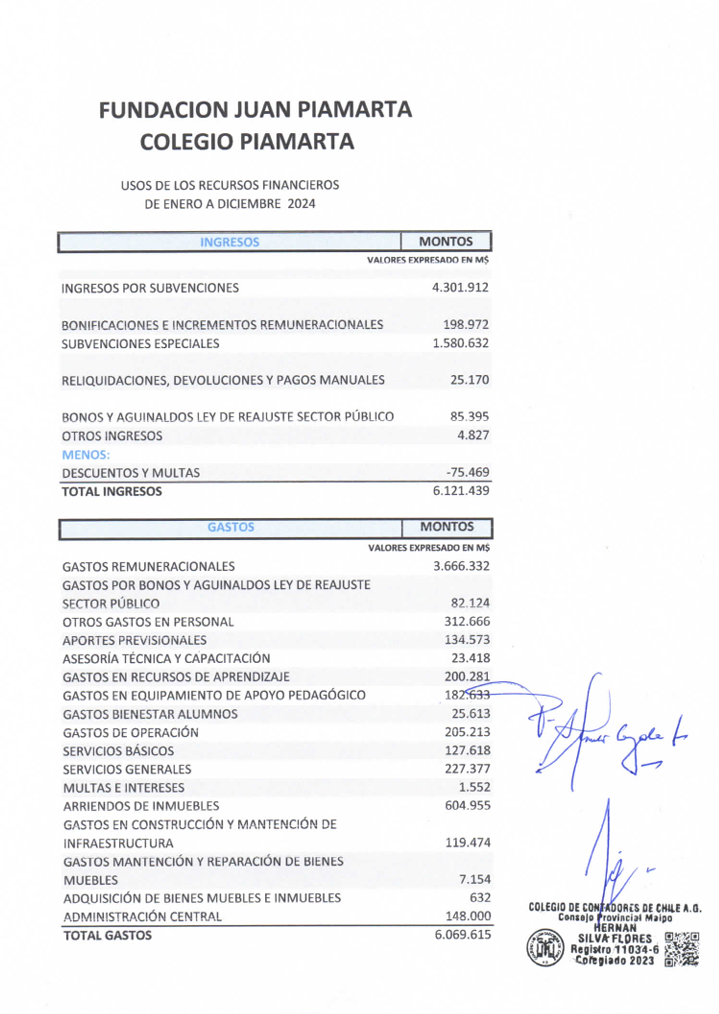 FUNDACION JUAN PIAMARTA
COLEGIO PIAMARTA
USOS DE LOS RECURSOS FINANCIEROS
DE ENERO A DICIEMBRE 2024
INGRESOS MONTOS
VALORES EXPRESADO EN M$
INGRESOS POR SUBVENCIONES 4.301.912
BONIFICACIONES E INCREMENTOS REMUNERACIONALES 198.972
SUBVENCIONES ESPECIALES 1.580.632
RELIQUIDACIONES, DEVOLUCIONES Y PAGOS MANUALES 25.170
BONOS Y AGUINALDOS LEY DE REAJUSTE SECTOR PÚBLICO 85.395
OTROS INGRESOS 4.827
MENOS:
DESCUENTOS Y MULTAS -75.469
TOTAL INGRESOS 6.121.439
GASTOS MONTOS
VALORES EXPRESADO EN M$
GASTOS REMUNERACIONALES 3.666.332
GASTOS POR BONOS Y AGUINALDOS LEY DE REAJUSTE
SECTOR PÚBLICO 82.124
OTROS GASTOS EN PERSONAL 312.666
APORTES PREVISIONALES 134.573
ASESORÍA TÉCNICA Y CAPACITACIÓN 23.418
GASTOS EN RECURSOS DE APRENDIZAJE 200.281
GASTOS EN EQUIPAMIENTO DE APOYO PEDAGÓGICO 182.633
GASTOS BIENESTAR ALUMNOS 25.613
GASTOS DE OPERACIÓN 205.213
SERVICIOS BÁSICOS 127.618
SERVICIOS GENERALES 227.377
MULTAS E INTERESES 1.552
ARRIENDOS DE INMUEBLES 604.955
GASTOS EN CONSTRUCCIÓN Y MANTENCIÓN DE
INFRAESTRUCTURA 119.474
GASTOS MANTENCIÓN Y REPARACIÓN DE BIENES
MUEBLES 7.154
ADQUISICIÓN DE BIENES MUEBLES E INMUEBLES 632
ADMINISTRACIÓN CENTRAL 148.000
TOTAL GASTOS 6.069.615
COLEGIO DE CONTADORES DE CHILE A.G.
Consejo Provincial Maipo
HERNAN
SILVA FLORES
Registro 11034-6
Colegiado 2023